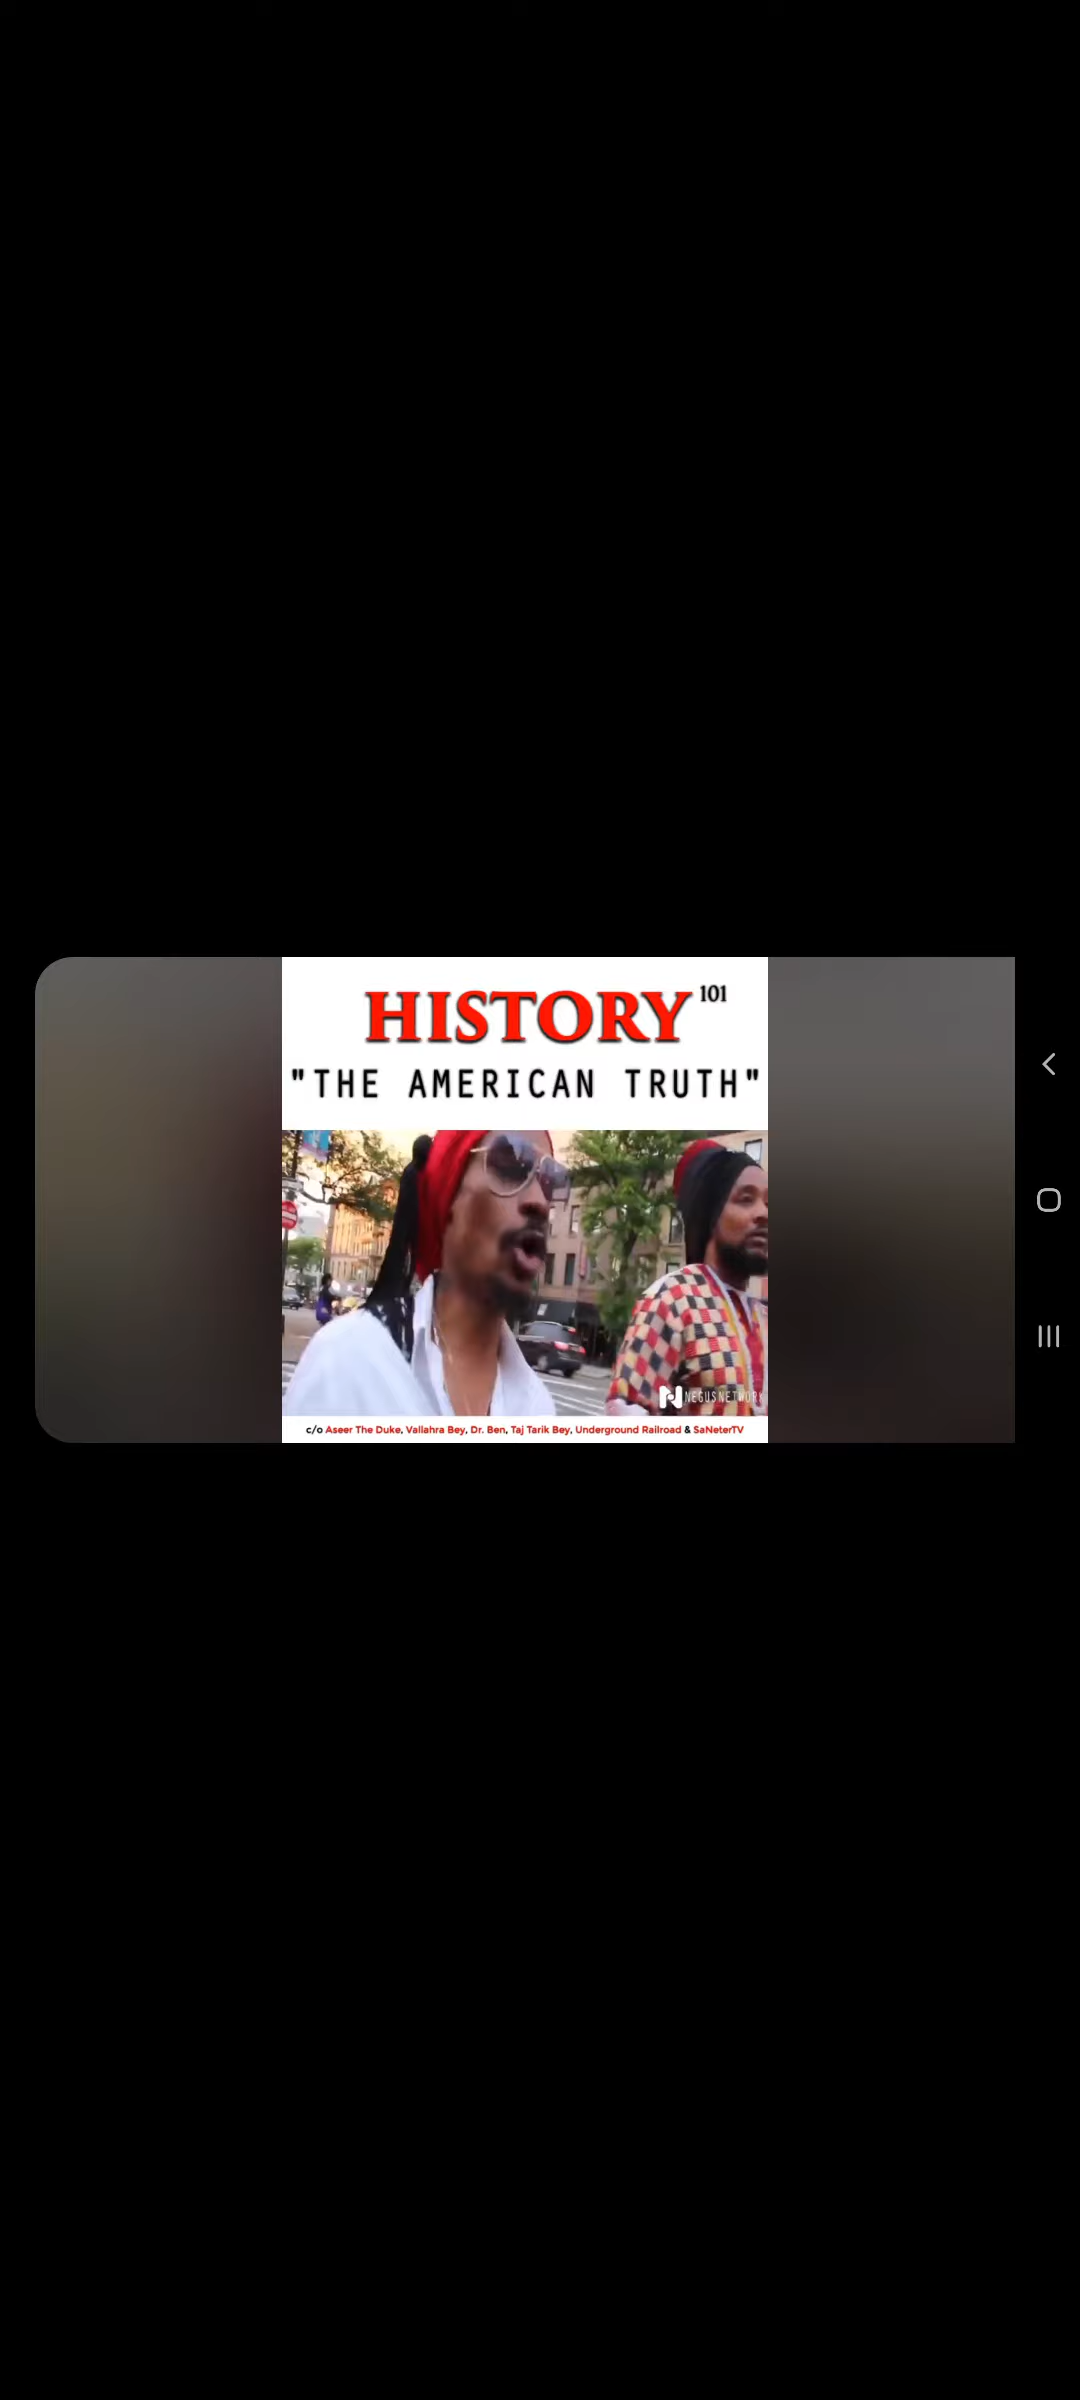 HISTORY 101
"THE AMERICAN TRUTH"
NEGUSNETWORK
c/o Aseer The Duke, Vallahra Bey, Dr. Ben, Taj Tarik Bey, Underground Railroad & SaNeterTV